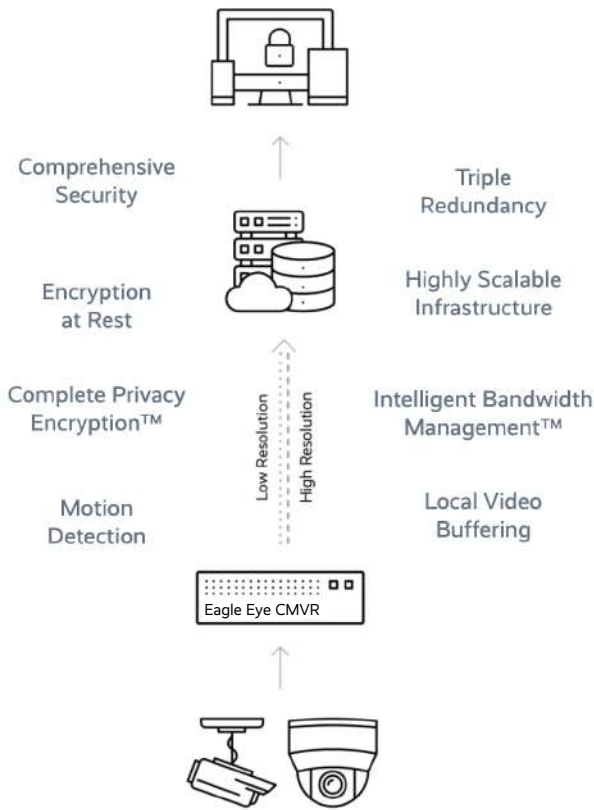 Comprehensive
Security
Triple
Redundancy
Encryption
at Rest
Highly Scalable
Infrastructure
Complete Privacy
Encryption™
Low Resolution
High Resolution
Intelligent Bandwidth
Management™
Motion
Detection
Local Video
Buffering
Eagle Eye CMVR